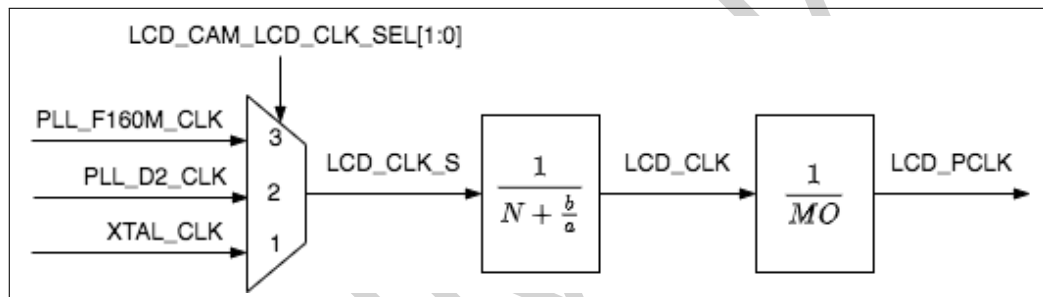 LCD_CAM_LCD_CLK_SEL[1:0]
PLL_F160M_CLK
3
PLL_D2_CLK
2
XTAL_CLK
1
LCD_CLK_S
1
N + b/a
LCD_CLK
1
MO
LCD_PCLK